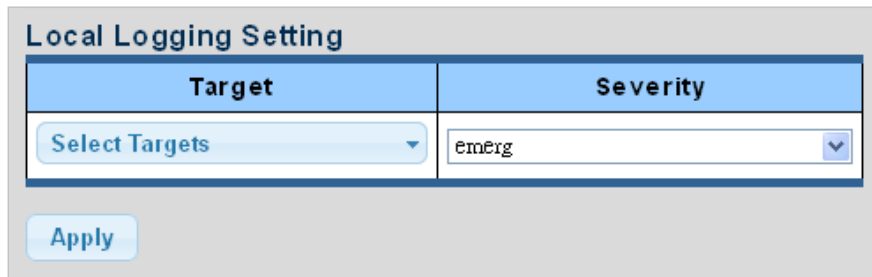 Local Logging Setting
Target Severity
Select Targets emerg
Apply